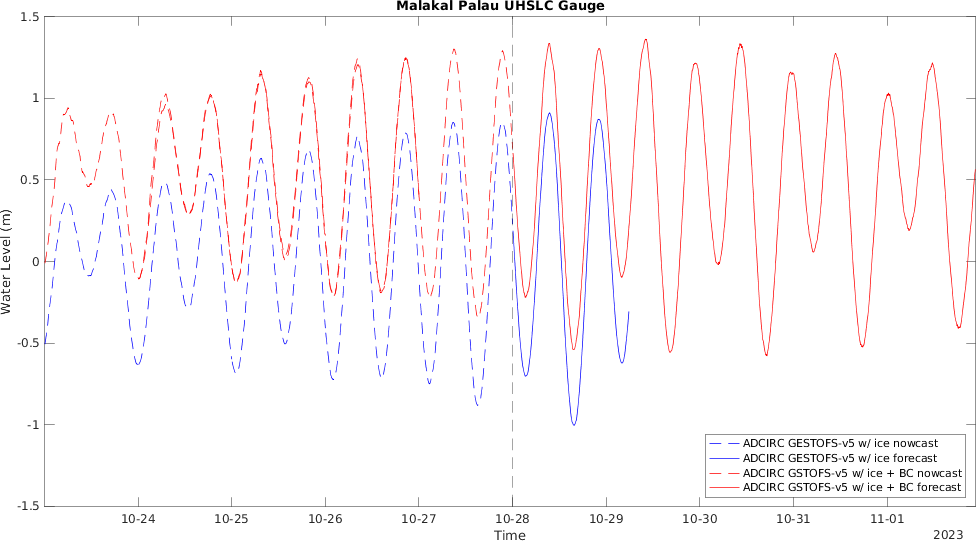 Malakal Palau UHSLC Gauge
1.5
1
0.5
0
-0.5
-1
-1.5
Water Level (m)
10-24 10-25 10-26 10-27 10-28 10-29 10-30 10-31 11-01
Time
2023
ADCIRC GESTOFS-v5 w/ ice nowcast
ADCIRC GESTOFS-v5 w/ ice forecast
ADCIRC GSTOFS-v5 w/ ice + BC nowcast
ADCIRC GSTOFS-v5 w/ ice + BC forecast